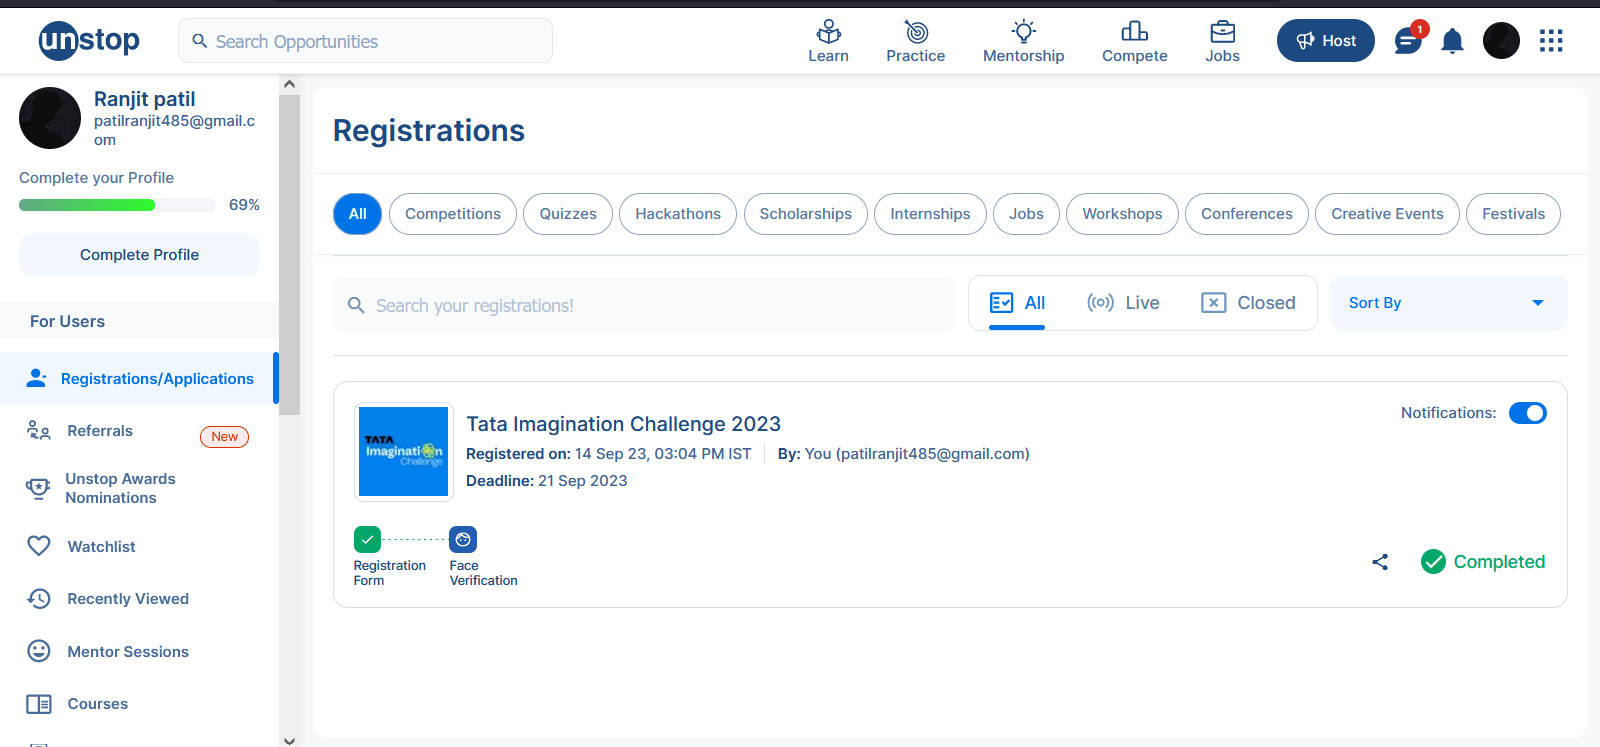 unstop
Search Opportunities
Learn
Practice
Mentorship
Compete
Jobs
Host
1
Ranjit patil
patilranjit485@gmail.c
om
Complete your Profile
69%
Complete Profile
For Users
Registrations/Applications
Referrals
New
Unstop Awards
Nominations
Watchlist
Recently Viewed
Mentor Sessions
Courses
Registrations
All
Competitions
Quizzes
Hackathons
Scholarships
Internships
Jobs
Workshops
Conferences
Creative Events
Festivals
Search your registrations!
All
Live
Closed
Sort By
TATA
Imagination
Challenge
Tata Imagination Challenge 2023
Registered on: 14 Sep 23, 03:04 PM IST
By: You (patilranjit485@gmail.com)
Deadline: 21 Sep 2023
Notifications:
Registration
Form
Face
Verification
Completed